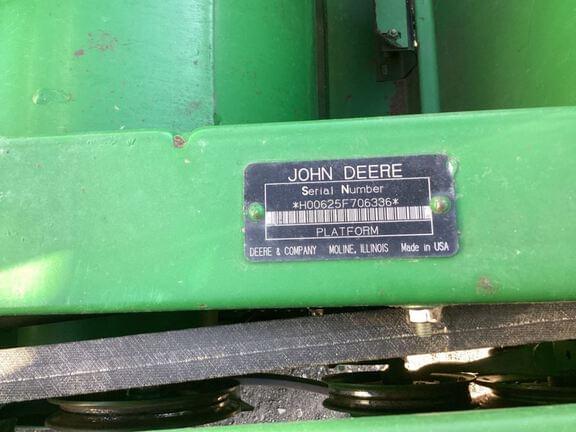 JOHN DEERE
Serial Number
*H00625F706336*
PLATFORM
DEERE & COMPANY MOLINE, ILLINOIS Made in USA